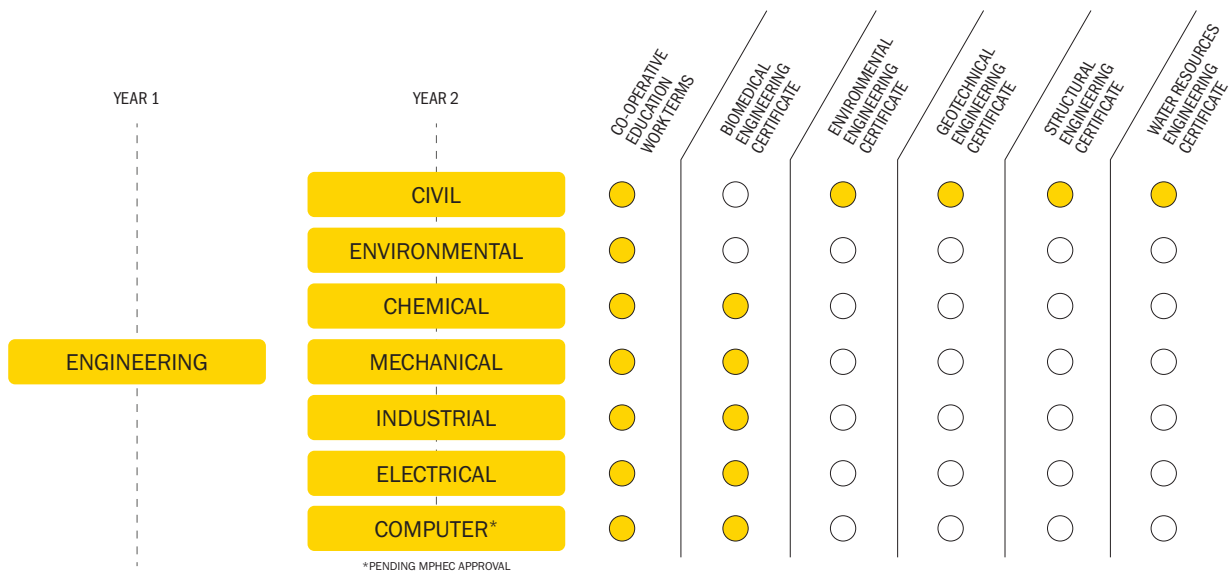 YEAR 1
YEAR 2
CO-OPERATIVE
EDUCATION
WORK TERMS
BIOMEDICAL
ENGINEERING
CERTIFICATE
ENVIRONMENTAL
ENGINEERING
CERTIFICATE
GEOTECHNICAL
ENGINEERING
CERTIFICATE
STRUCTURAL
ENGINEERING
CERTIFICATE
WATER RESOURCES
ENGINEERING
CERTIFICATE
CIVIL
ENVIRONMENTAL
CHEMICAL
ENGINEERING
MECHANICAL
INDUSTRIAL
ELECTRICAL
COMPUTER*
*PENDING MPHEC APPROVAL